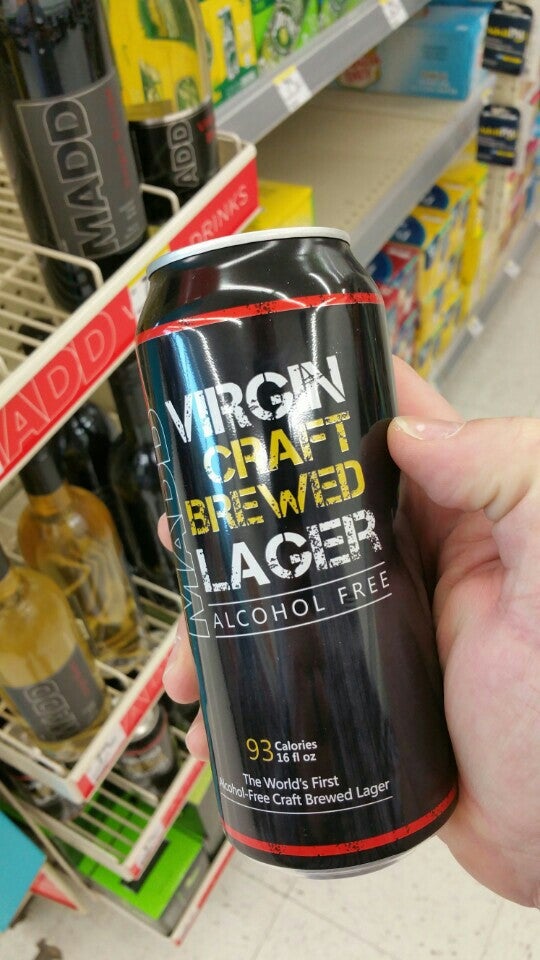 MADD
MADD
DRINKS
MADD
MADD
VIRGIN
CRAFT
BREWED
LAGER
ALCOHOL FREE
93 Calories
16 fl oz
The World's First
Alcohol-Free Craft Brewed Lager